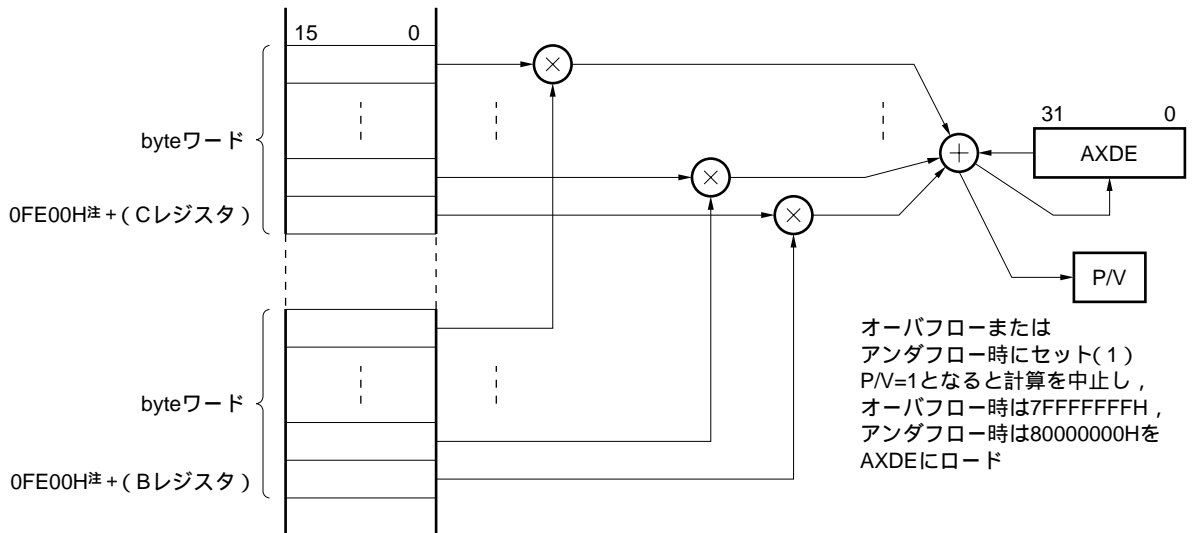 15 0
byteワード
0FE00H注+(Cレジスタ)
31 0
AXDE
P/V
byteワード
0FE00H注+(Bレジスタ)
オーバフローまたは
アンダフロー時にセット(1)
P/V=1となると計算を中止し,
オーバフロー時は7FFFFFFFH,
アンダフロー時は80000000Hを
AXDEにロード